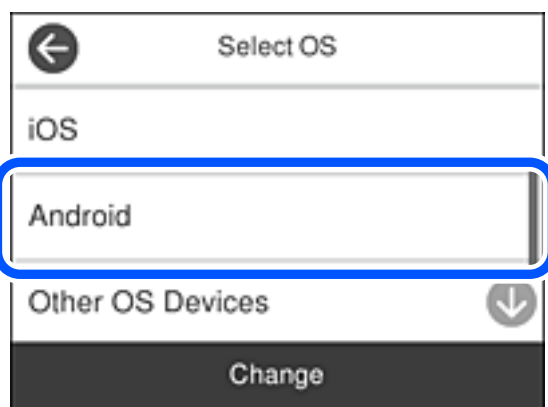 Select OS
iOS
Android
Other OS Devices
Change